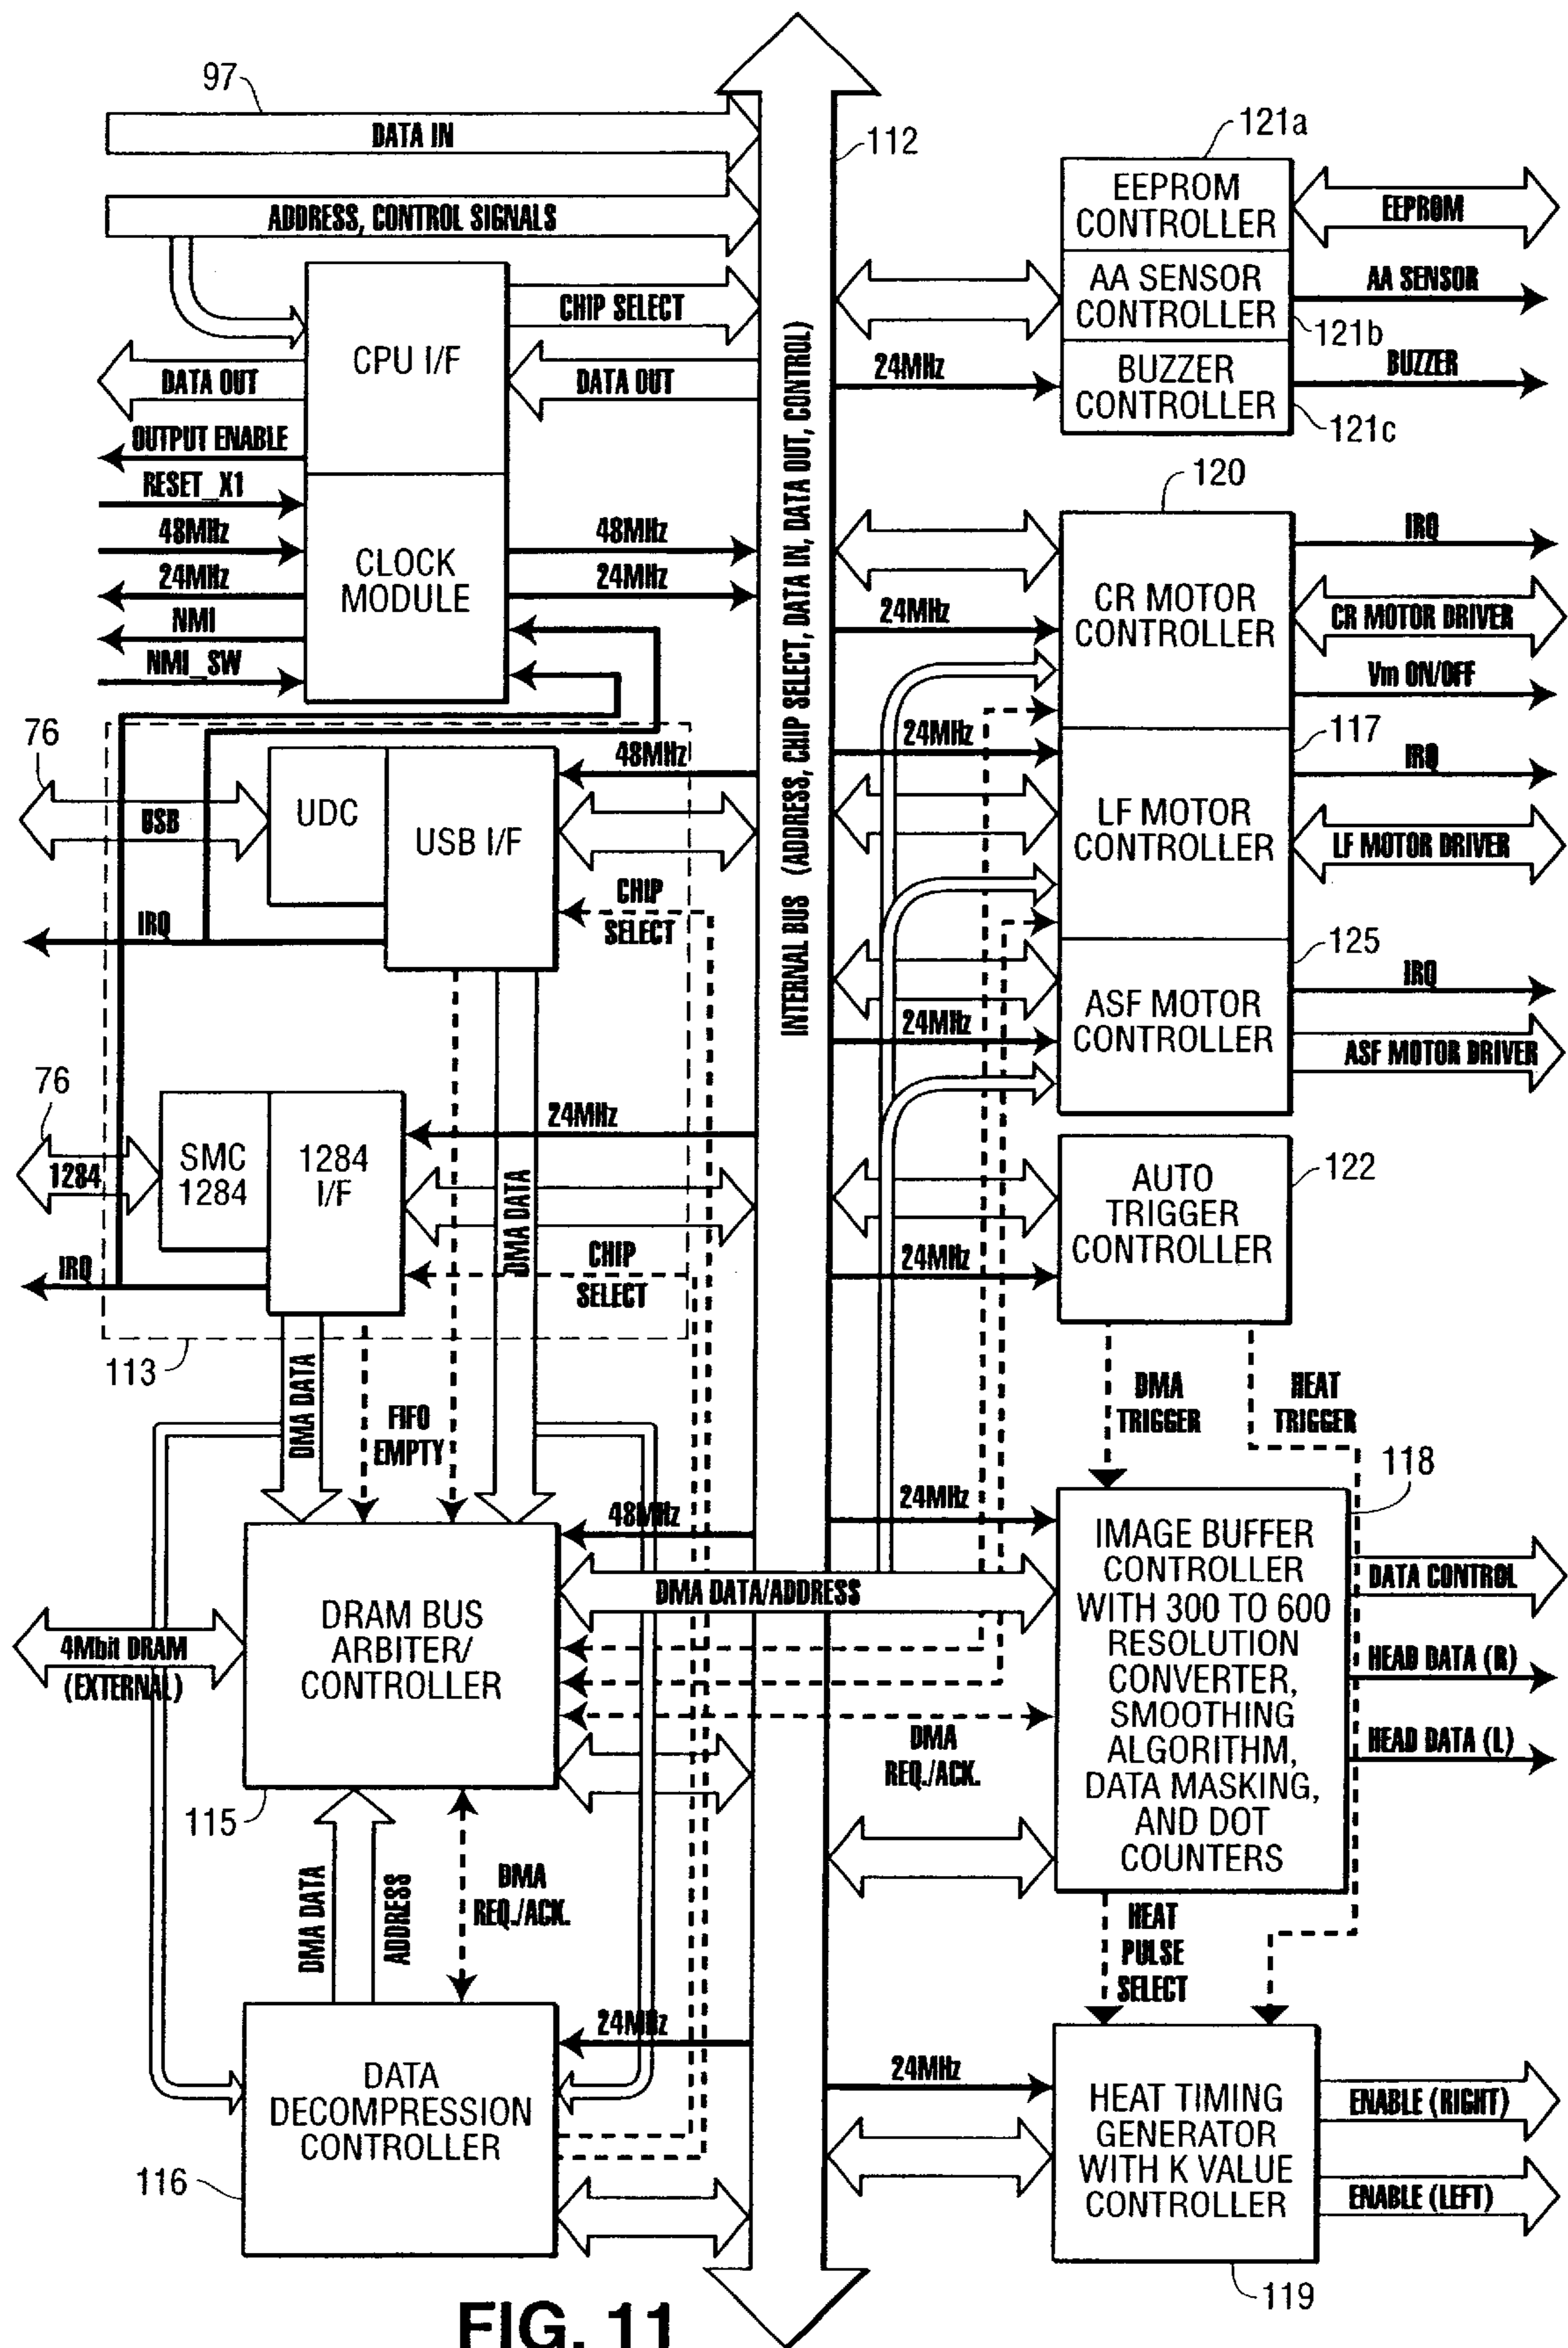 97
DATA IN
ADDRESS, CONTROL SIGNALS
112
INTERNAL BUS (ADDRESS, CHIP SELECT, DATA IN, DATA OUT, CONTROL)
CPU I/F
CHIP SELECT
DATA OUT
DATA OUT
OUTPUT ENABLE
RESET_X1
48MHz
24MHz
NMI
NMI_SW
CLOCK
MODULE
48MHz
24MHz
76
USB
UDC
USB I/F
48MHz
CHIP
SELECT
IRQ
76
1284
SMC
1284
1284
I/F
24MHz
CHIP
SELECT
IRQ
113
DMA DATA
DMA DATA
FIFO
EMPTY
48MHz
DRAM BUS
ARBITER/
CONTROLLER
4Mbit DRAM
(EXTERNAL)
DMA DATA/ADDRESS
DMA
REQ./ACK.
115
DMA DATA
ADDRESS
DMA
REQ./ACK.
24MHz
DATA
DECOMPRESSION
CONTROLLER
116
121a
EEPROM
CONTROLLER
EEPROM
AA SENSOR
CONTROLLER
AA SENSOR
121b
24MHz
BUZZER
CONTROLLER
BUZZER
121c
120
CR MOTOR
CONTROLLER
24MHz
IRQ
CR MOTOR DRIVER
Vm ON/OFF
117
24MHz
LF MOTOR
CONTROLLER
IRQ
LF MOTOR DRIVER
125
24MHz
ASF MOTOR
CONTROLLER
IRQ
ASF MOTOR DRIVER
AUTO
TRIGGER
CONTROLLER
122
24MHz
DMA
TRIGGER
HEAT
TRIGGER
118
24MHz
IMAGE BUFFER
CONTROLLER
WITH 300 TO 600
RESOLUTION
CONVERTER,
SMOOTHING
ALGORITHM,
DATA MASKING,
AND DOT
COUNTERS
DATA CONTROL
HEAD DATA (R)
HEAD DATA (L)
HEAT
PULSE
SELECT
24MHz
HEAT TIMING
GENERATOR
WITH K VALUE
CONTROLLER
ENABLE (RIGHT)
ENABLE (LEFT)
119
FIG. 11